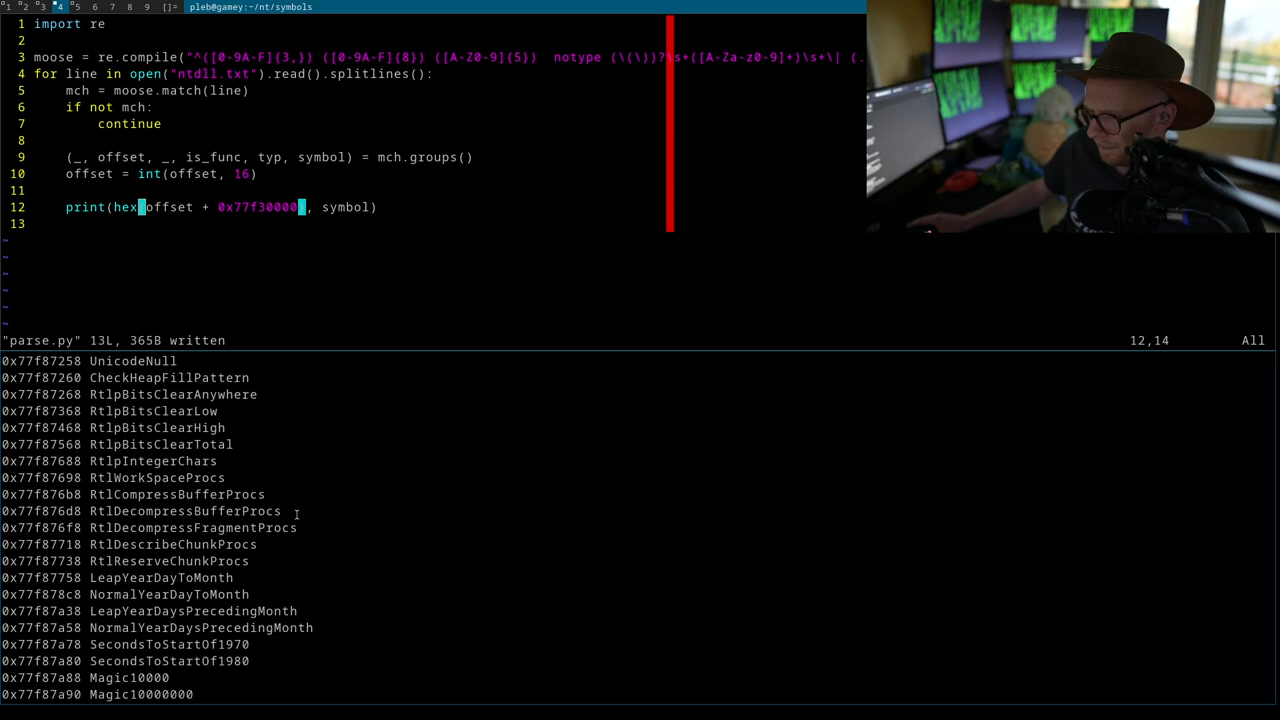 1 2 3 4 5 6 7 8 9 []= pleb@gamey:~/nt/symbols
1 import re
2
3 moose = re.compile("^([0-9A-F]{3,}) ([0-9A-F]{8}) ([A-Z0-9]{5})  notype (\(\))?\s+([A-Za-z0-9]+)\s+\| (.
4 for line in open("ntdll.txt").read().splitlines():
5     mch = moose.match(line)
6     if not mch:
7         continue
8
9     (_, offset, _, is_func, typ, symbol) = mch.groups()
10     offset = int(offset, 16)
11
12     print(hex(offset + 0x77f30000), symbol)
13
~
~
~
~
~
~
"parse.py" 13L, 365B written 12,14 All
0x77f87258 UnicodeNull
0x77f87260 CheckHeapFillPattern
0x77f87268 RtlpBitsClearAnywhere
0x77f87368 RtlpBitsClearLow
0x77f87468 RtlpBitsClearHigh
0x77f87568 RtlpBitsClearTotal
0x77f87688 RtlpIntegerChars
0x77f87698 RtlWorkSpaceProcs
0x77f876b8 RtlCompressBufferProcs
0x77f876d8 RtlDecompressBufferProcs
0x77f876f8 RtlDecompressFragmentProcs
0x77f87718 RtlDescribeChunkProcs
0x77f87738 RtlReserveChunkProcs
0x77f87758 LeapYearDayToMonth
0x77f878c8 NormalYearDayToMonth
0x77f87a38 LeapYearDaysPrecedingMonth
0x77f87a58 NormalYearDaysPrecedingMonth
0x77f87a78 SecondsToStartOf1970
0x77f87a80 SecondsToStartOf1980
0x77f87a88 Magic10000
0x77f87a90 Magic10000000